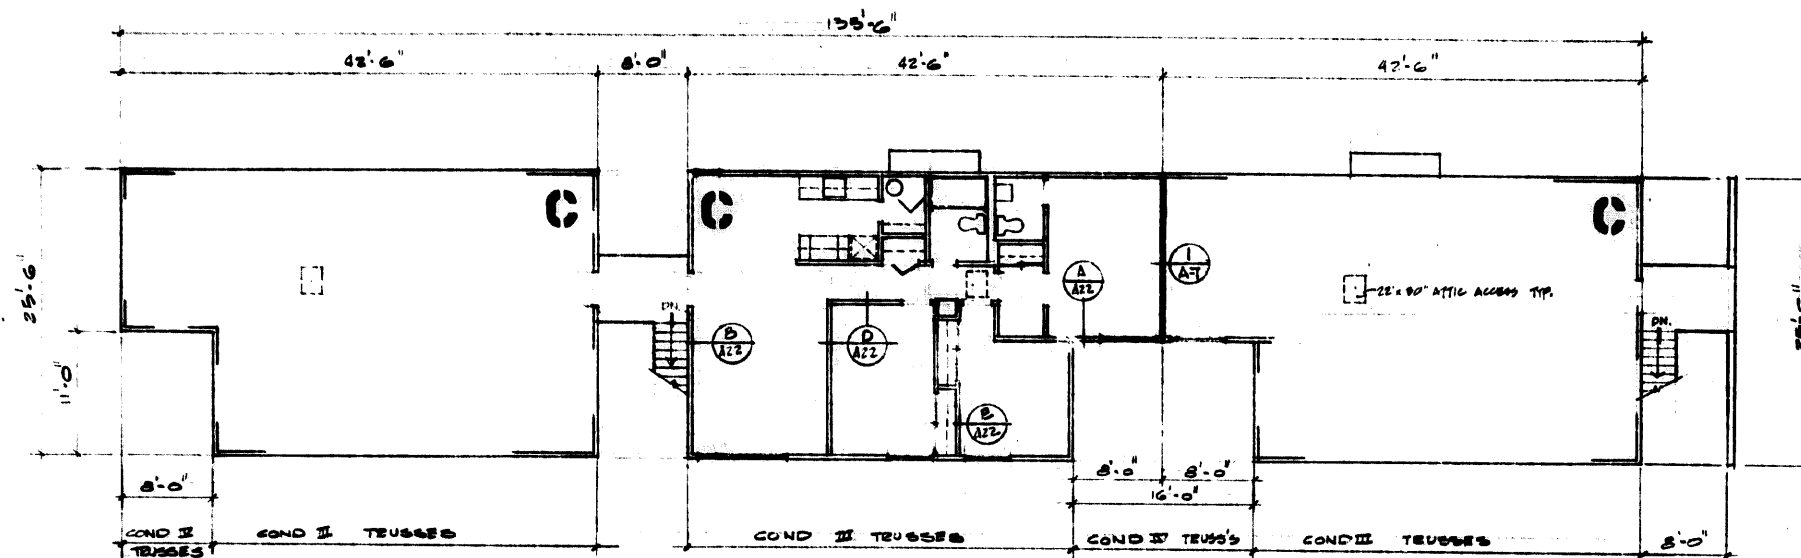 135'-6"
42'-6" 8'-0" 42'-6" 42'-6"
C C C
25'-6"
11'-0"
DN.
B
A22
D
A22
A
A22
1
A-7
E
A22
22"x30" ATTIC ACCESS TYP.
DN.
8'-0" 8'-0" 8'-0"
16'-0"
COND IV
TRUSSES
COND III TRUSSES
COND III TRUSSES
COND IV TRUSS'S
COND III TRUSSES
8'-0"